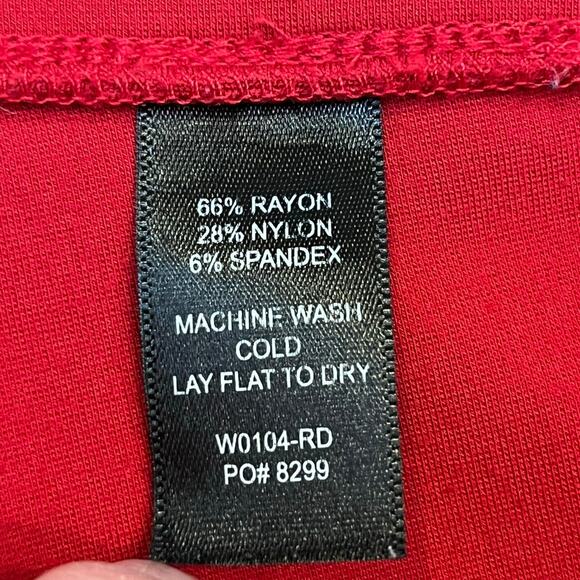 66% RAYON
28% NYLON
6% SPANDEX
MACHINE WASH
COLD
LAY FLAT TO DRY
W0104-RD
PO# 8299